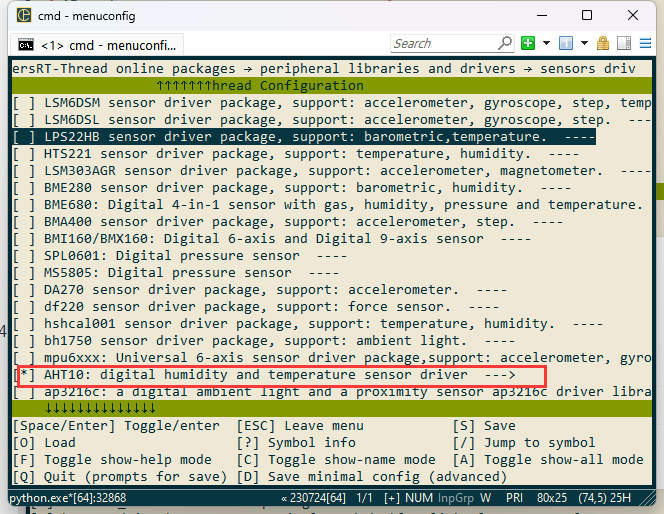 cmd - menuconfig
<1> cmd - menuconfi...
Search
ersRT-Thread online packages → peripheral libraries and drivers → sensors driv
↑↑↑↑↑↑↑hread Configuration
[ ] LSM6DSM sensor driver package, support: accelerometer, gyroscope, step, temp
[ ] LSM6DSL sensor driver package, support: accelerometer, gyroscope, step.  ---
[ ] LPS22HB sensor driver package, support: barometric,temperature.  ----
[ ] HTS221 sensor driver package, support: temperature, humidity.  ----
[ ] LSM303AGR sensor driver package, support: accelerometer, magnetometer.  ----
[ ] BME280 sensor driver package, support: barometric, humidity.  ----
[ ] BME680: Digital 4-in-1 sensor with gas, humidity, pressure and temperature.
[ ] BMA400 sensor driver package, support: accelerometer, step.  ----
[ ] BMI160/BMX160: Digital 6-axis and Digital 9-axis sensor  ----
[ ] SPL0601: Digital pressure sensor  ----
[ ] MS5805: Digital pressure sensor  ----
[ ] DA270 sensor driver package, support: accelerometer.  ----
[ ] df220 sensor driver package, support: force sensor.  ----
[ ] hshcal001 sensor driver package, support: temperature, humidity.  ----
[ ] bh1750 sensor driver package, support: ambient light.  ----
[ ] mpu6xxx: Universal 6-axis sensor driver package,support: accelerometer, gyro
[*] AHT10: digital humidity and temperature sensor driver  --->
[ ] ap3216c: a digital ambient light and a proximity sensor ap3216c driver libra
↓↓↓↓↓↓↓↓↓↓↓↓↓↓
[Space/Enter] Toggle/enter  [ESC] Leave menu           [S] Save
[O] Load                    [?] Symbol info            [/] Jump to symbol
[F] Toggle show-help mode   [C] Toggle show-name mode  [A] Toggle show-all mode
[Q] Quit (prompts for save) [D] Save minimal config (advanced)
python.exe*[64]:32868 « 230724[64] 1/1 [+] NUM InpGrp W PRI 80x25 (74,5) 25H